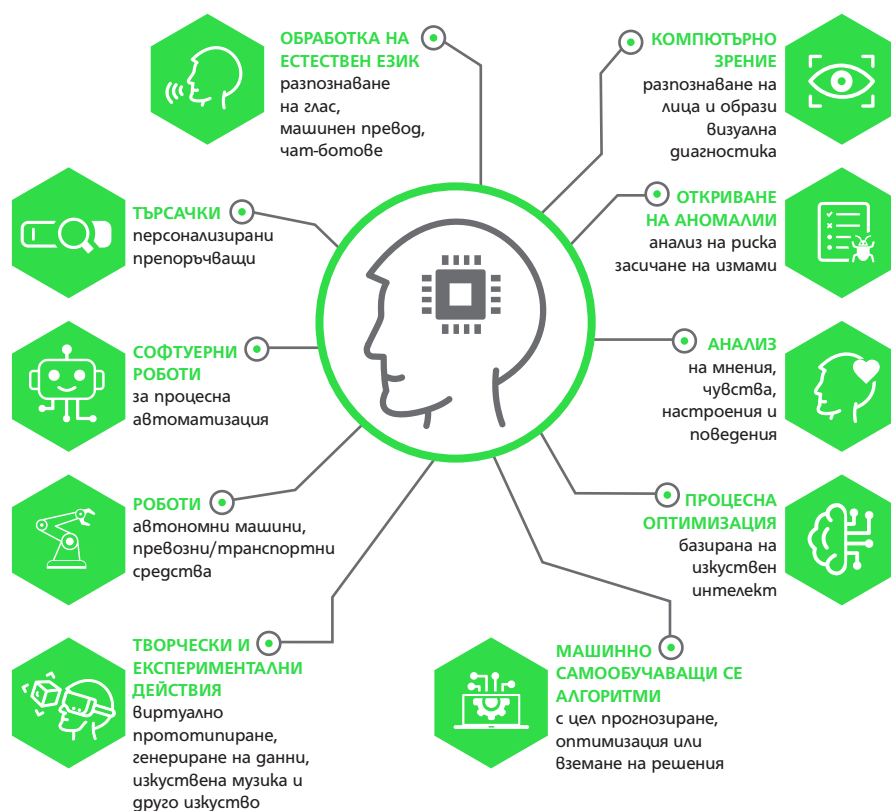 ОБРАБОТКА НА
ЕСТЕСТВЕН ЕЗИК
разпознаване
на глас,
машинен превод,
чат-ботове
КОМПЮТЪРНО
ЗРЕНИЕ
разпознаване на
лица и образи
визуална
диагностика
ТЪРСАЧКИ
персонализирани
препоръчващи
ОТКРИВАНЕ
НА АНОМАЛИИ
анализ на риска
засичане на измами
СОФТУЕРНИ
РОБОТИ
за процесна
автоматизация
АНАЛИЗ
на мнения,
чувства,
настроения и
поведения
РОБОТИ
автономни машини,
превозни/транспортни
средства
ПРОЦЕСНА
ОПТИМИЗАЦИЯ
базирана на
изкуствен
интелект
ТВОРЧЕСКИ И
ЕКСПЕРИМЕНТАЛНИ
ДЕЙСТВИЯ
виртуално
прототипиране,
генериране на данни,
изкуствена музика и
друго изкуство
МАШИННО
САМООБУЧАВАЩИ СЕ
АЛГОРИТМИ
с цел прогнозиране,
оптимизация или
вземане на решения